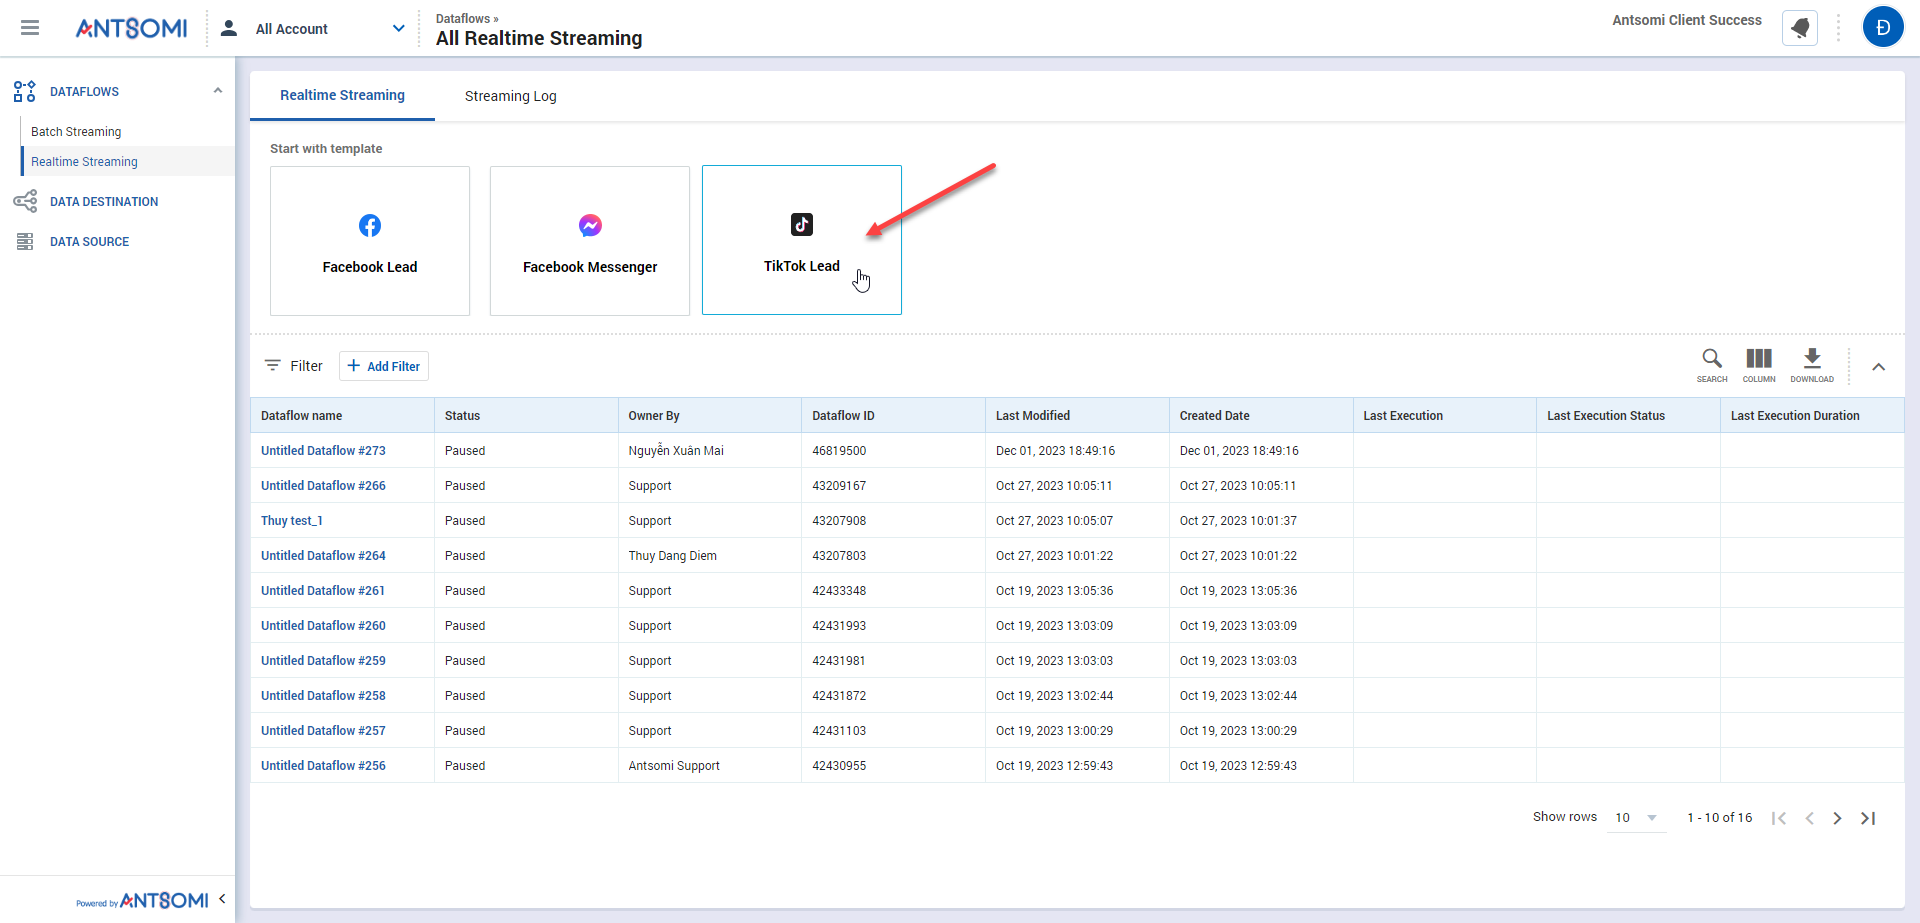 ANTSOMI
All Account
Dataflows »
All Realtime Streaming
Antsomi Client Success
Đ
DATAFLOWS
Batch Streaming
Realtime Streaming
DATA DESTINATION
DATA SOURCE
Realtime Streaming
Streaming Log
Start with template
Facebook Lead
Facebook Messenger
TikTok Lead
Filter
+ Add Filter
SEARCH
COLUMN
DOWNLOAD
Dataflow name Status Owner By Dataflow ID Last Modified Created Date Last Execution Last Execution Status Last Execution Duration
Untitled Dataflow #273 Paused Nguyễn Xuân Mai 46819500 Dec 01, 2023 18:49:16 Dec 01, 2023 18:49:16
Untitled Dataflow #266 Paused Support 43209167 Oct 27, 2023 10:05:11 Oct 27, 2023 10:05:11
Thuy test_1 Paused Support 43207908 Oct 27, 2023 10:05:07 Oct 27, 2023 10:01:37
Untitled Dataflow #264 Paused Thuy Dang Diem 43207803 Oct 27, 2023 10:01:22 Oct 27, 2023 10:01:22
Untitled Dataflow #261 Paused Support 42433348 Oct 19, 2023 13:05:36 Oct 19, 2023 13:05:36
Untitled Dataflow #260 Paused Support 42431993 Oct 19, 2023 13:03:09 Oct 19, 2023 13:03:09
Untitled Dataflow #259 Paused Support 42431981 Oct 19, 2023 13:03:03 Oct 19, 2023 13:03:03
Untitled Dataflow #258 Paused Support 42431872 Oct 19, 2023 13:02:44 Oct 19, 2023 13:02:44
Untitled Dataflow #257 Paused Support 42431103 Oct 19, 2023 13:00:29 Oct 19, 2023 13:00:29
Untitled Dataflow #256 Paused Antsomi Support 42430955 Oct 19, 2023 12:59:43 Oct 19, 2023 12:59:43
Show rows 10 1 - 10 of 16
Powered by ANTSOMI